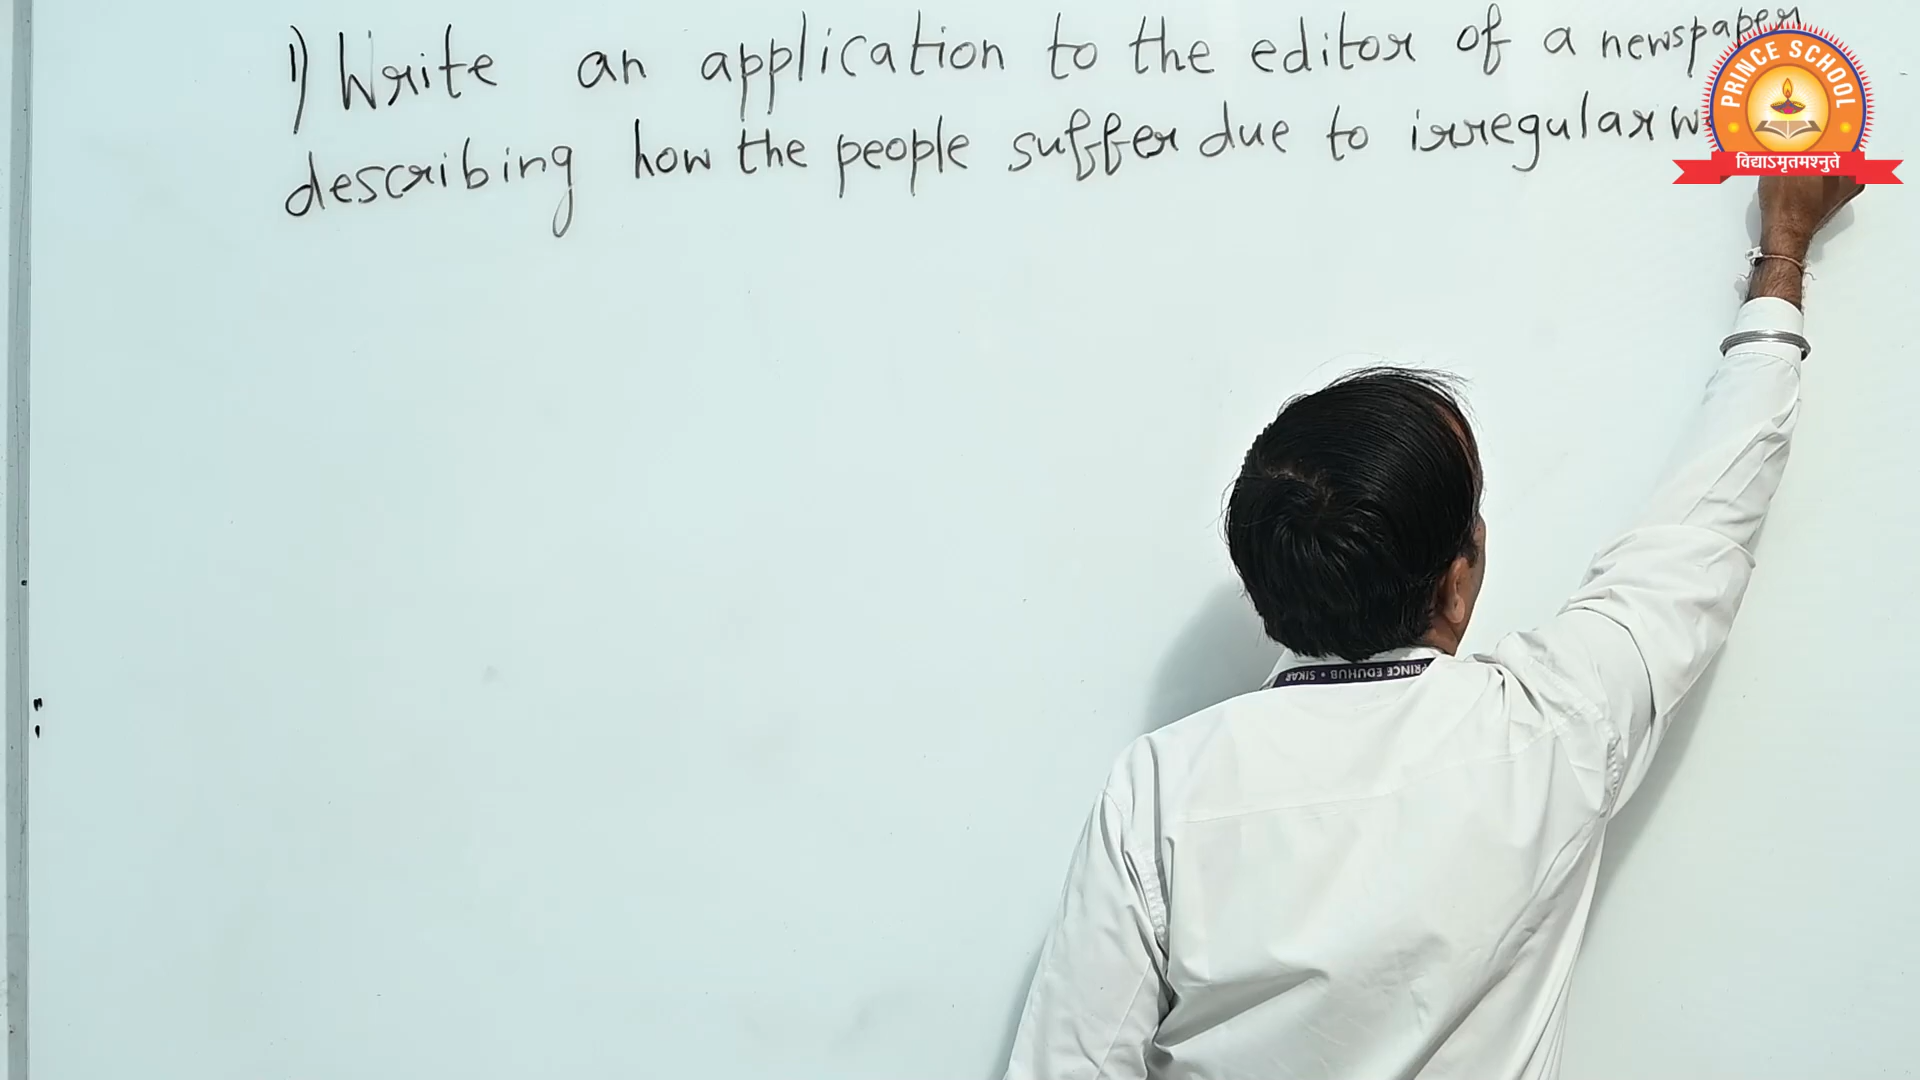 1) Write an application to the editor of a newspaper
describing how the people suffer due to irregular
PRINCE SCHOOL
विद्याऽमृतमश्नुते
PRINCE EDUHUB • SIKAR